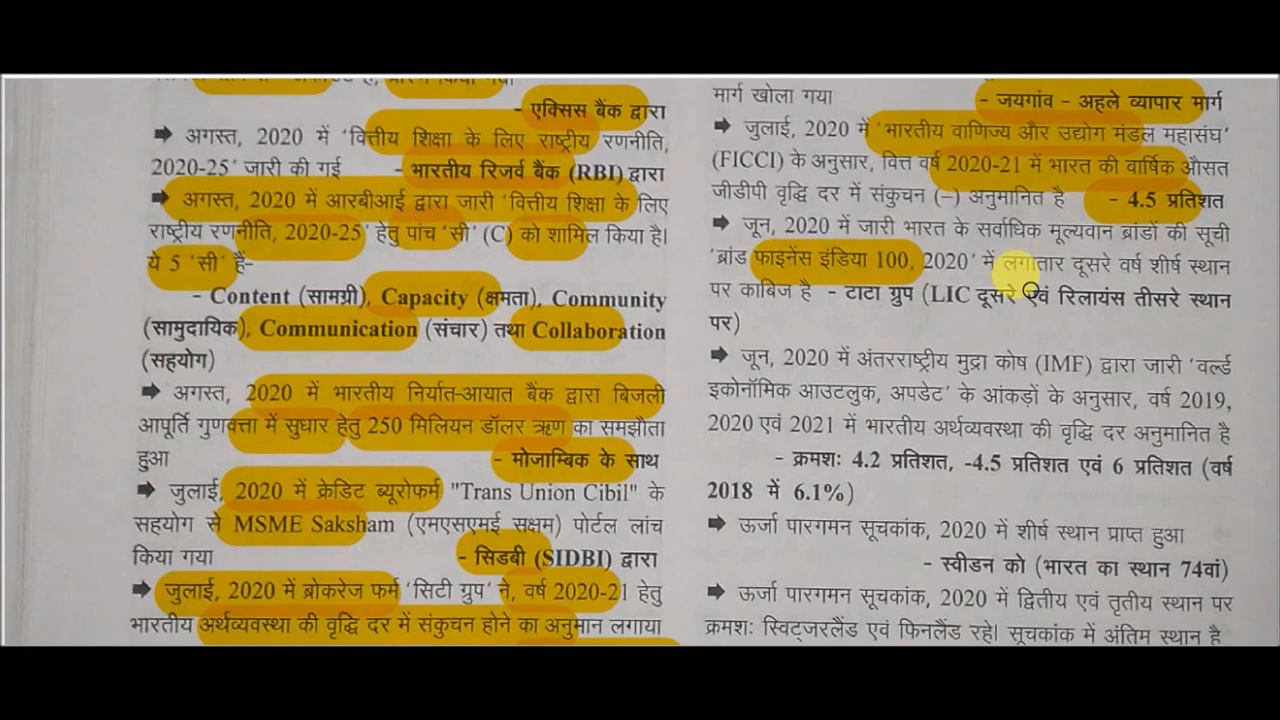 - एक्सिस बैंक द्वारा
➡ अगस्त, 2020 में 'वित्तीय शिक्षा के लिए राष्ट्रीय रणनीति,
2020-25' जारी की गई - भारतीय रिजर्व बैंक (RBI) द्वारा
➡ अगस्त, 2020 में आरबीआई द्वारा जारी 'वित्तीय शिक्षा के लिए
राष्ट्रीय रणनीति, 2020-25' हेतु पांच 'सी' (C) को शामिल किया है।
ये 5 'सी' हैं-
- Content (सामग्री), Capacity (क्षमता), Community
(सामुदायिक), Communication (संचार) तथा Collaboration
(सहयोग)
➡ अगस्त, 2020 में भारतीय निर्यात-आयात बैंक द्वारा बिजली
आपूर्ति गुणवत्ता में सुधार हेतु 250 मिलियन डॉलर ऋण का समझौता
हुआ - मोजाम्बिक के साथ
➡ जुलाई, 2020 में क्रेडिट ब्यूरोफर्म "Trans Union Cibil" के
सहयोग से MSME Saksham (एमएसएमई सक्षम) पोर्टल लांच
किया गया - सिडबी (SIDBI) द्वारा
➡ जुलाई, 2020 में ब्रोकरेज फर्म 'सिटी ग्रुप' ने, वर्ष 2020-21 हेतु
भारतीय अर्थव्यवस्था की वृद्धि दर में संकुचन होने का अनुमान लगाया
मार्ग खोला गया - जयगांव - अहले व्यापार मार्ग
➡ जुलाई, 2020 में 'भारतीय वाणिज्य और उद्योग मंडल महासंघ'
(FICCI) के अनुसार, वित्त वर्ष 2020-21 में भारत की वार्षिक औसत
जीडीपी वृद्धि दर में संकुचन (–) अनुमानित है - 4.5 प्रतिशत
➡ जून, 2020 में जारी भारत के सर्वाधिक मूल्यवान ब्रांडों की सूची
'ब्रांड फाइनेंस इंडिया 100, 2020' में लगातार दूसरे वर्ष शीर्ष स्थान
पर काबिज है - टाटा ग्रुप (LIC दूसरे एवं रिलायंस तीसरे स्थान
पर)
➡ जून, 2020 में अंतरराष्ट्रीय मुद्रा कोष (IMF) द्वारा जारी 'वर्ल्ड
इकोनॉमिक आउटलुक, अपडेट' के आंकड़ों के अनुसार, वर्ष 2019,
2020 एवं 2021 में भारतीय अर्थव्यवस्था की वृद्धि दर अनुमानित है
- क्रमशः 4.2 प्रतिशत, -4.5 प्रतिशत एवं 6 प्रतिशत (वर्ष
2018 में 6.1%)
➡ ऊर्जा पारगमन सूचकांक, 2020 में शीर्ष स्थान प्राप्त हुआ
- स्वीडन को (भारत का स्थान 74वां)
➡ ऊर्जा पारगमन सूचकांक, 2020 में द्वितीय एवं तृतीय स्थान पर
क्रमशः स्विट्जरलैंड एवं फिनलैंड रहे। सूचकांक में अंतिम स्थान है